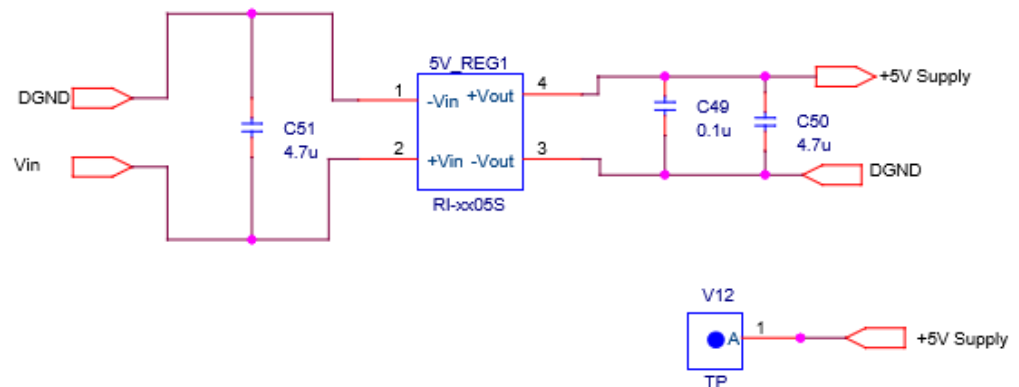 5V_REG1
DGND
1
-Vin
+Vout
4
+5V Supply
C51
4.7u
C49
0.1u
C50
4.7u
Vin
2
+Vin
-Vout
3
DGND
RI-xx05S
V12
A
1
+5V Supply
TP